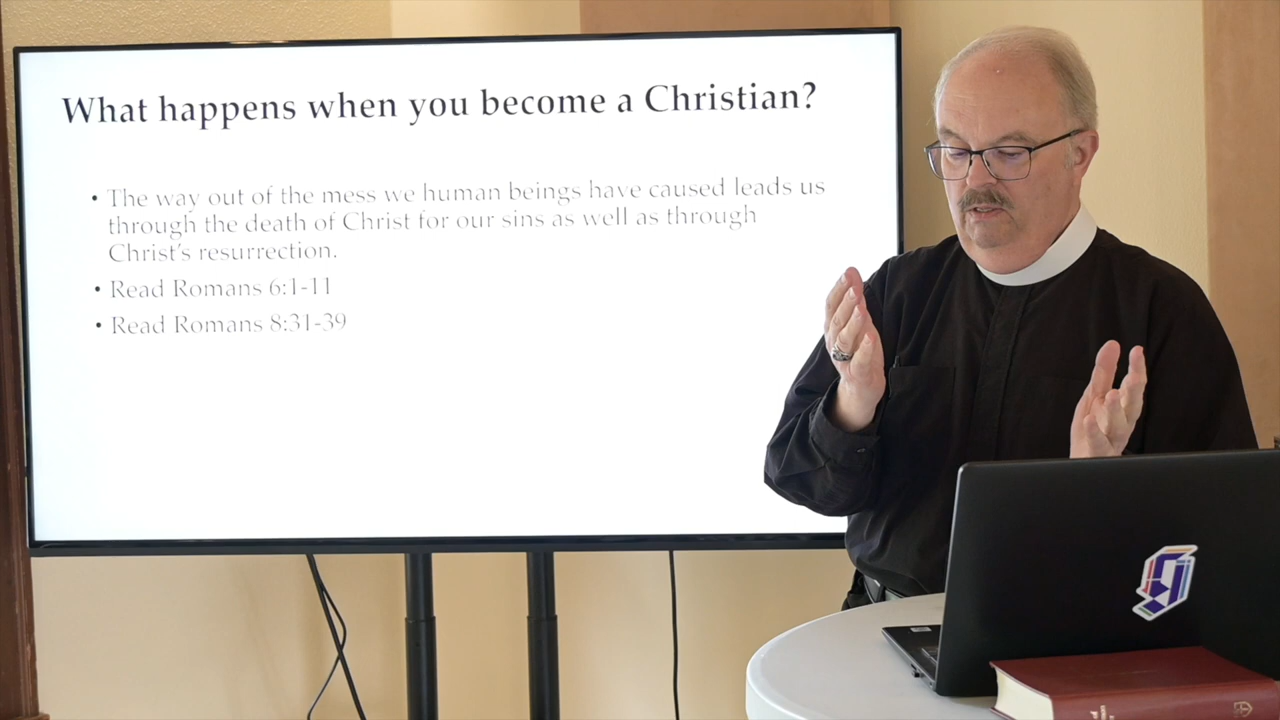 What happens when you become a Christian?
• The way out of the mess we human beings have caused leads us
through the death of Christ for our sins as well as through
Christ's resurrection.
• Read Romans 6:1-11
• Read Romans 8:31-39